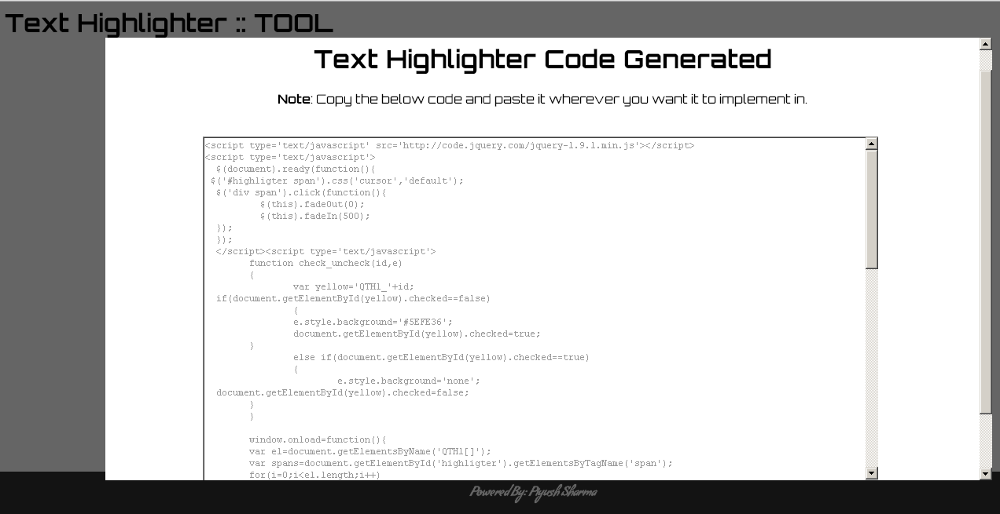 Text Highlighter :: TOOL
Text Highlighter Code Generated
Note: Copy the below code and paste it wherever you want it to implement in.
<script type='text/javascript' src='http://code.jquery.com/jquery-1.9.1.min.js'></script>
<script type='text/javascript'>
$(document).ready(function(){
$('#highligter span').css('cursor','default');
$('div span').click(function(){
$(this).fadeOut(0);
$(this).fadeIn(500);
});
});
</script><script type='text/javascript'>
function check_uncheck(id,e)
{
var yellow='QTH1_'+id;
if(document.getElementById(yellow).checked==false)
{
e.style.background='#5EFE36';
document.getElementById(yellow).checked=true;
}
else if(document.getElementById(yellow).checked==true)
{
e.style.background='none';
document.getElementById(yellow).checked=false;
}
}
window.onload=function(){
var el=document.getElementsByName('QTH1[]');
var spans=document.getElementById('highligter').getElementsByTagName('span');
for(i=0;i<el.length;i++)
Powered By: Piyush Sharma